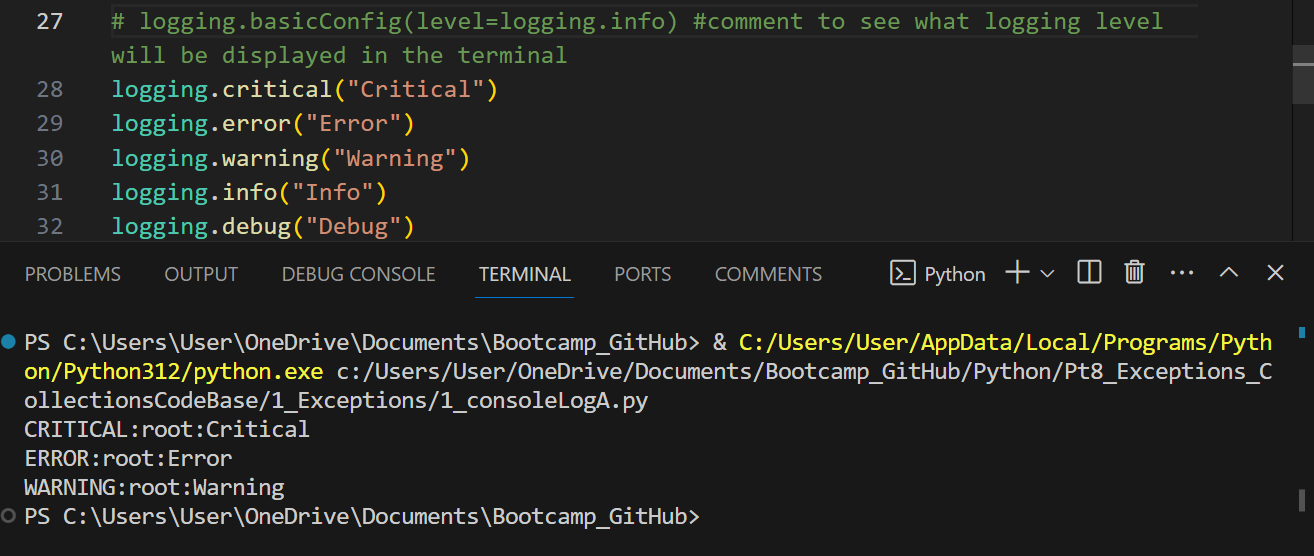 27 # logging.basicConfig(level=logging.info) #comment to see what logging level
will be displayed in the terminal
28 logging.critical("Critical")
29 logging.error("Error")
30 logging.warning("Warning")
31 logging.info("Info")
32 logging.debug("Debug")
PROBLEMS OUTPUT DEBUG CONSOLE TERMINAL PORTS COMMENTS Python
PS C:\Users\User\OneDrive\Documents\Bootcamp_GitHub> & C:/Users/User/AppData/Local/Programs/Pyth
on/Python312/python.exe c:/Users/User/OneDrive/Documents/Bootcamp_GitHub/Python/Pt8_Exceptions_C
ollectionsCodeBase/1_Exceptions/1_consoleLogA.py
CRITICAL:root:Critical
ERROR:root:Error
WARNING:root:Warning
PS C:\Users\User\OneDrive\Documents\Bootcamp_GitHub>